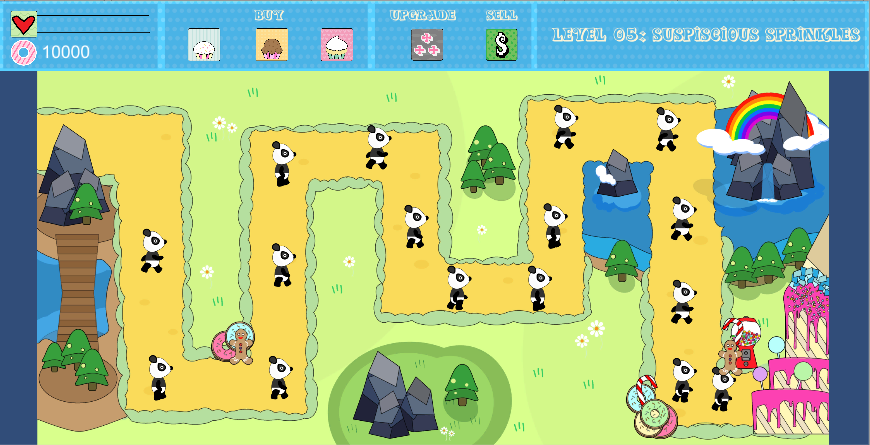 BUY
UPGRADE
SELL
LEVEL 05: SUSPISCIOUS SPRINKLES
10000
$